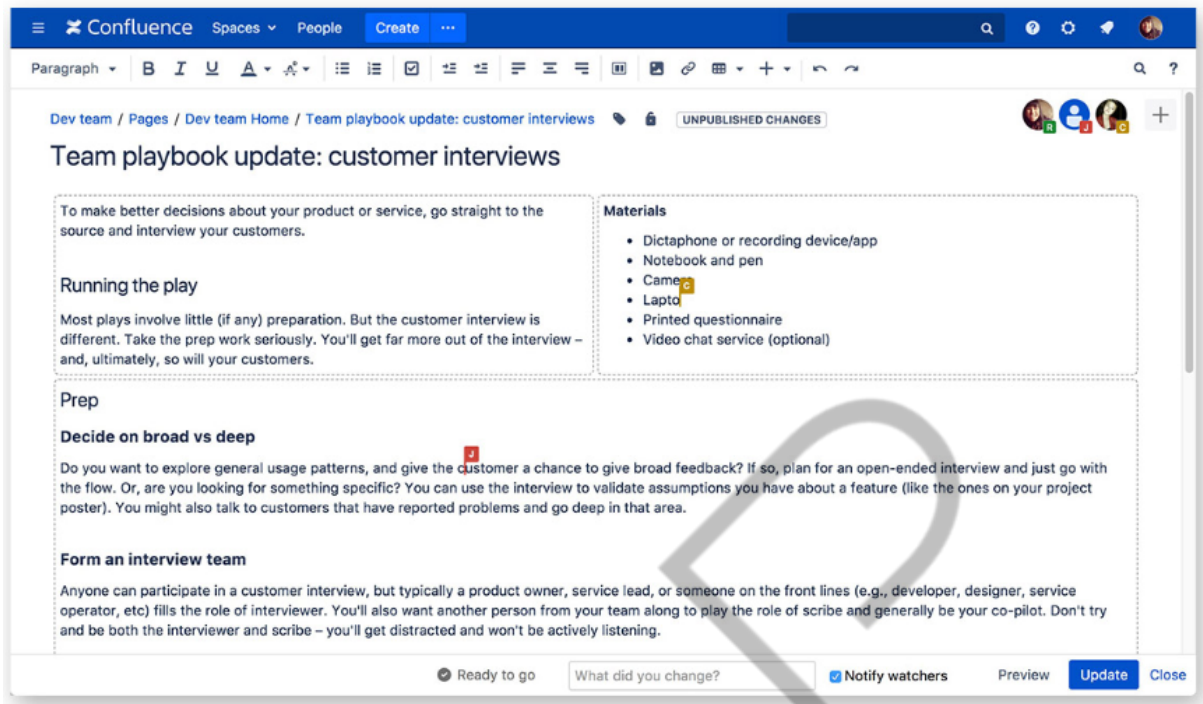 Confluence Spaces People Create
Paragraph B I U A ?
Dev team / Pages / Dev team Home / Team playbook update: customer interviews UNPUBLISHED CHANGES R J C
Team playbook update: customer interviews
To make better decisions about your product or service, go straight to the
source and interview your customers.
Running the play
Most plays involve little (if any) preparation. But the customer interview is
different. Take the prep work seriously. You'll get far more out of the interview –
and, ultimately, so will your customers.
Materials
• Dictaphone or recording device/app
• Notebook and pen
• Camera
C
• Lapto
• Printed questionnaire
• Video chat service (optional)
Prep
Decide on broad vs deep
J
Do you want to explore general usage patterns, and give the customer a chance to give broad feedback? If so, plan for an open-ended interview and just go with
the flow. Or, are you looking for something specific? You can use the interview to validate assumptions you have about a feature (like the ones on your project
poster). You might also talk to customers that have reported problems and go deep in that area.
Form an interview team
Anyone can participate in a customer interview, but typically a product owner, service lead, or someone on the front lines (e.g., developer, designer, service
operator, etc) fills the role of interviewer. You'll also want another person from your team along to play the role of scribe and generally be your co-pilot. Don't try
and be both the interviewer and scribe – you'll get distracted and won't be actively listening.
Ready to go What did you change? Notify watchers Preview Update Close